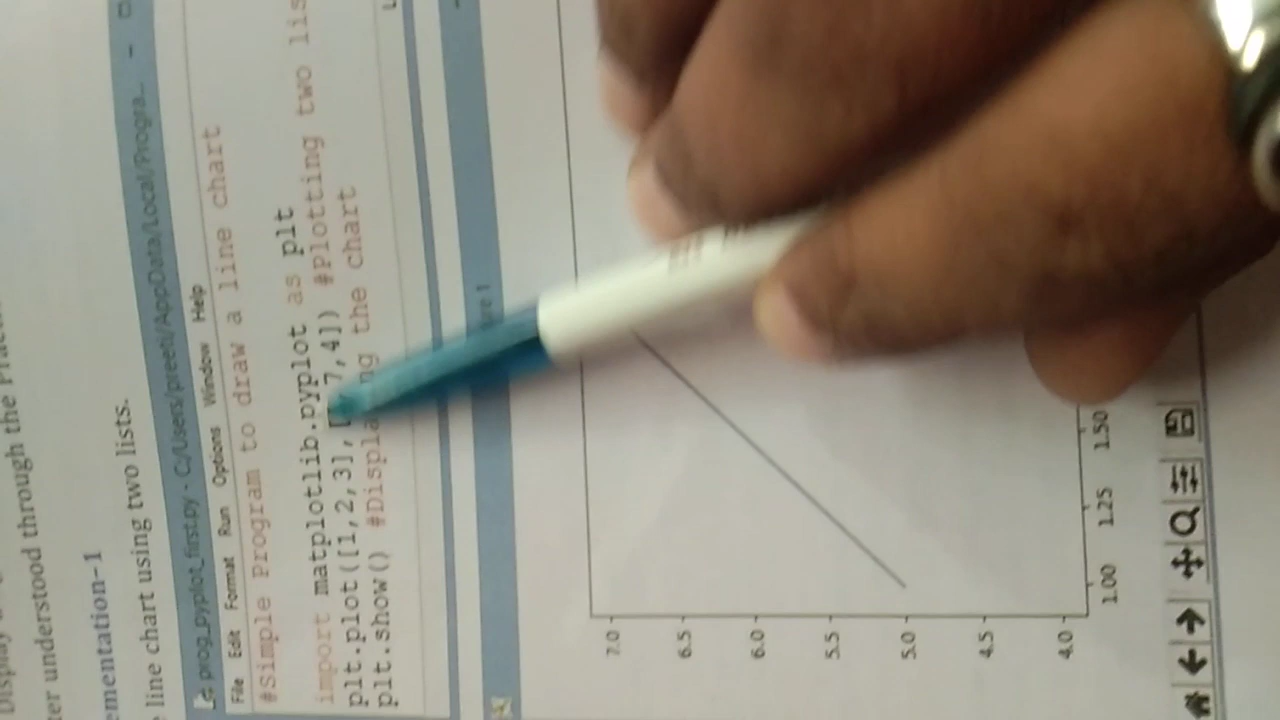 Display
ter understood through the
ementation-1
e line chart using two lists.
prog_pyplot_first.py - C:/Users/preeti/AppData/Local/Progra...
File Edit Format Run Options Window Help
#Simple Program to draw a line chart
import matplotlib.pyplot as plt
plt.plot([1,2,3],[ 7,4]) #Plotting two lis
plt.show() #Displa ng the chart
re 1
7.0
6.5
6.0
5.5
5.0
4.5
4.0
1.00 1.25 1.50